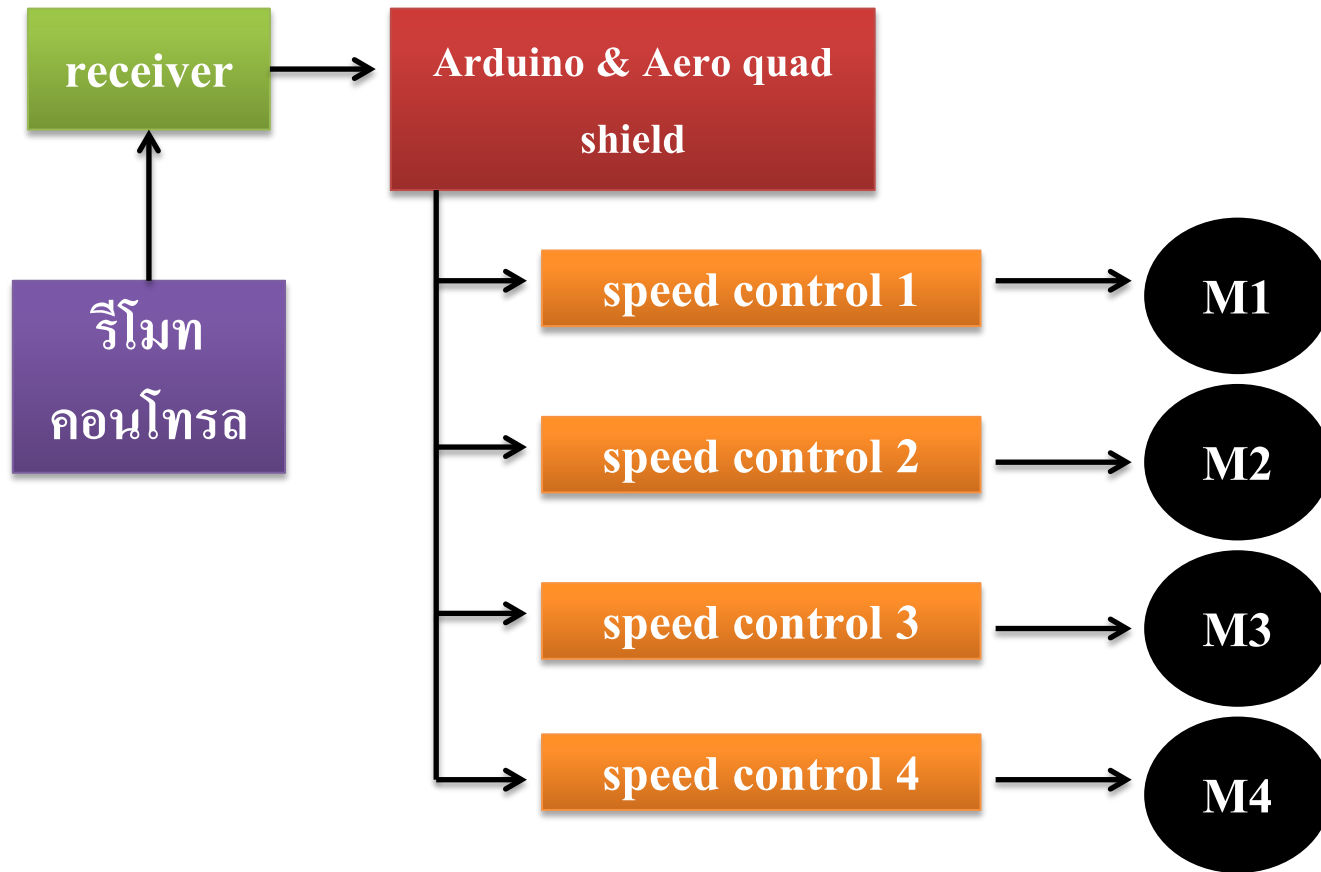 receiver
Arduino & Aero quad
shield
รีโมท
คอนโทรล
speed control 1
M1
speed control 2
M2
speed control 3
M3
speed control 4
M4